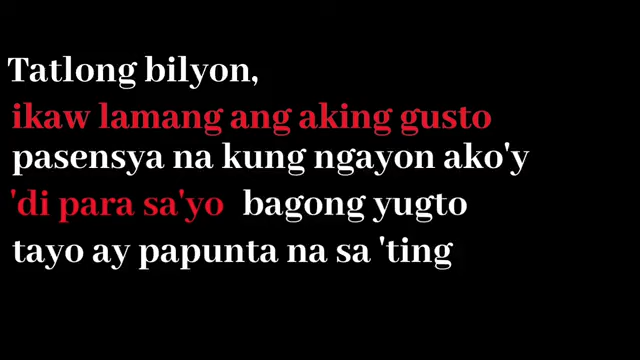 Tatlong bilyon,
ikaw lamang ang aking gusto
pasensya na kung ngayon ako'y
'di para sa'yo bagong yugto
tayo ay papunta na sa 'ting